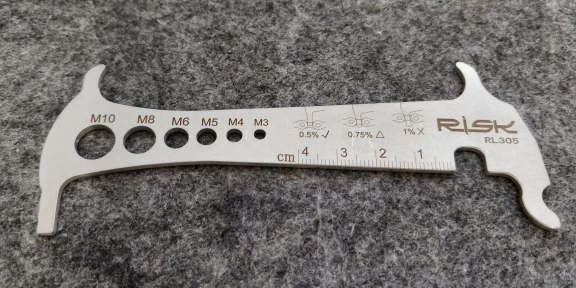 M10 M8 M6 M5 M4 M3
0.5% √ 0.75% △ 1% X
RISK
RL305
cm 4 3 2 1